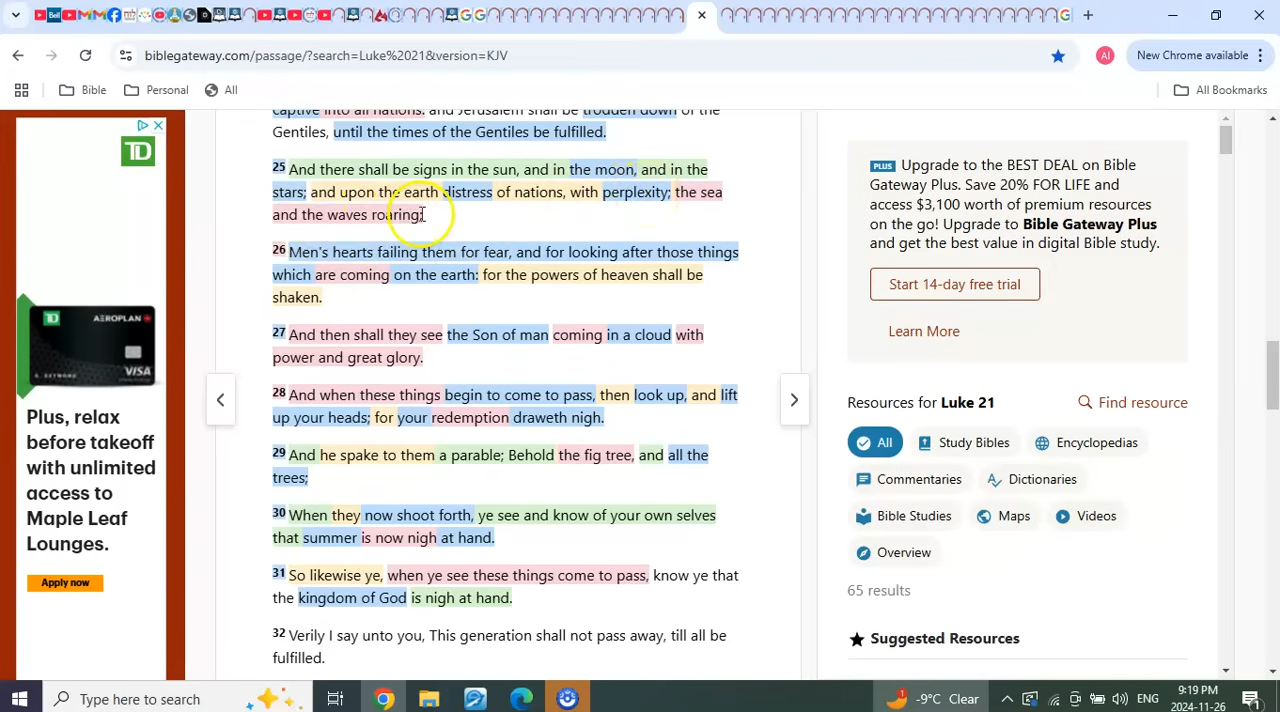 New Chrome available
biblegateway.com/passage/?search=Luke%2021&version=KJV
Bible
Personal
All
All Bookmarks
captive into all nations: and Jerusalem shall be trodden down of the
Gentiles, until the times of the Gentiles be fulfilled.
25 And there shall be signs in the sun, and in the moon, and in the
stars; and upon the earth distress of nations, with perplexity; the sea
and the waves roaring;
26 Men's hearts failing them for fear, and for looking after those things
which are coming on the earth: for the powers of heaven shall be
shaken.
27 And then shall they see the Son of man coming in a cloud with
power and great glory.
28 And when these things begin to come to pass, then look up, and lift
up your heads; for your redemption draweth nigh.
29 And he spake to them a parable; Behold the fig tree, and all the
trees;
30 When they now shoot forth, ye see and know of your own selves
that summer is now nigh at hand.
31 So likewise ye, when ye see these things come to pass, know ye that
the kingdom of God is nigh at hand.
32 Verily I say unto you, This generation shall not pass away, till all be
fulfilled.
TD
TD
AEROPLAN
VISA
Plus, relax
before takeoff
with unlimited
access to
Maple Leaf
Lounges.
Apply now
PLUS Upgrade to the BEST DEAL on Bible
Gateway Plus. Save 20% FOR LIFE and
access $3,100 worth of premium resources
on the go! Upgrade to Bible Gateway Plus
and get the best value in digital Bible study.
Start 14-day free trial
Learn More
Resources for Luke 21
Find resource
All
Study Bibles
Encyclopedias
Commentaries
Dictionaries
Bible Studies
Maps
Videos
Overview
65 results
Suggested Resources
Type here to search
-9°C Clear
ENG
9:19 PM
2024-11-26